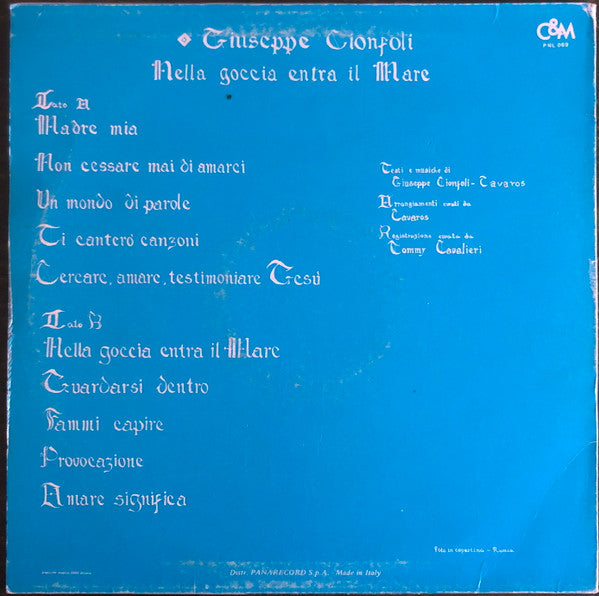 Giuseppe Cionfoli
Nella goccia entra il Mare
C&M
PNL 069
Lato A
Madre mia
Non cessare mai di amarci
Un mondo di parole
Ti canterò canzoni
Cercare, amare, testimoniare Gesù
Testi e musiche di
Giuseppe Cionfoli - Cavaros
Arrangiamenti curati da
Cavaros
Registrazione curata da
Tommy Cavalieri
Lato B
Nella goccia entra il Mare
Guardarsi dentro
Fammi capire
Provocazione
Amare significa
Foto in copertina -
Distr. PANARECORD S.p.A. - Made in Italy